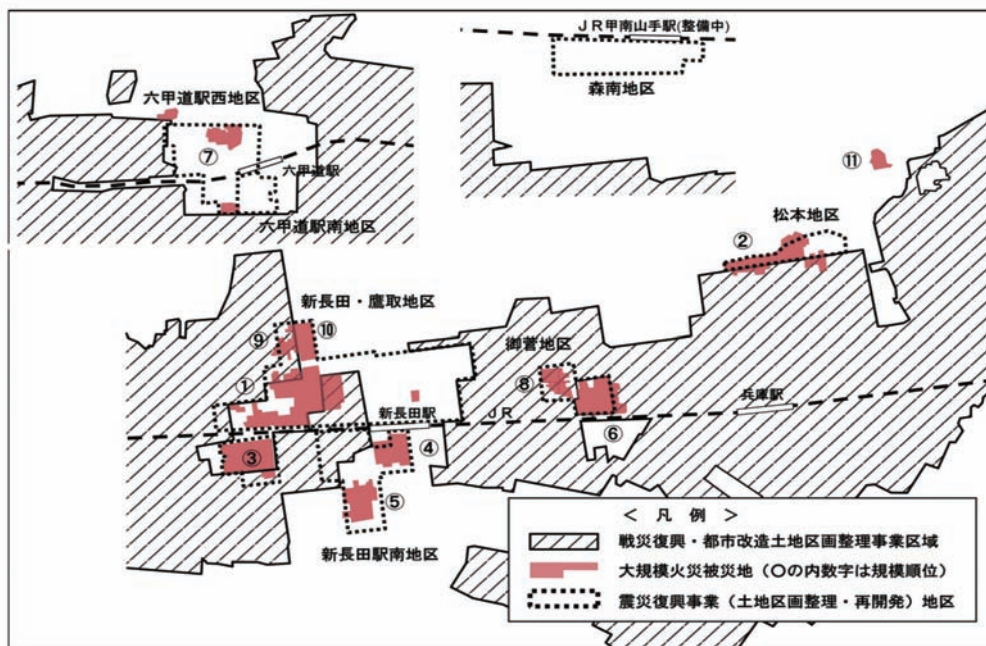 JR甲南山手駅(整備中)
森南地区
六甲道駅西地区
⑦
六甲道駅
六甲道駅南地区
⑪
松本地区
②
新長田・鷹取地区
⑨
⑩
御菅地区
①
⑧
兵庫駅
新長田駅
JR
③
④
⑥
⑤
新長田駅南地区
＜ 凡 例 ＞
戦災復興・都市改造土地区画整理事業区域
大規模火災被災地（〇の内数字は規模順位）
震災復興事業（土地区画整理・再開発）地区